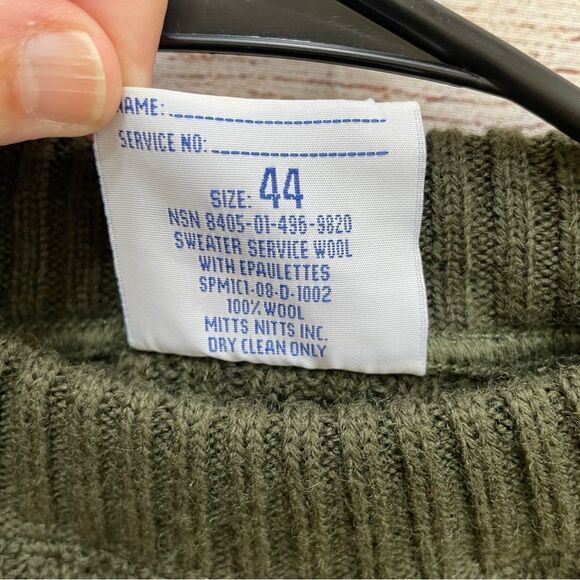 NAME:
SERVICE NO:
SIZE: 44
NSN 8405-01-496-9820
SWEATER SERVICE WOOL
WITH EPAULETTES
SPM1C1-08-D-1002
100% WOOL
MITTS NITTS INC.
DRY CLEAN ONLY